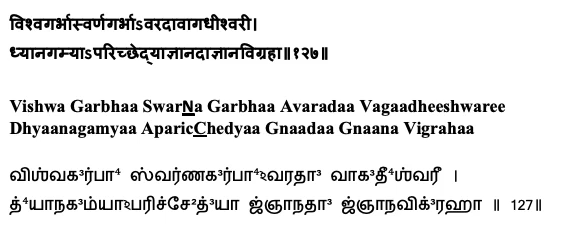 विश्वगर्भास्वर्णगर्भाऽवरदावागधीश्वरी।
ध्यानगम्याऽपरिच्छेद्याज्ञानदाज्ञानविग्रहा॥१२७॥
Vishwa Garbhaa SwarNa Garbhaa Avaradaa Vagaadheeshwaree
Dhyaanagamyaa AparicChedyaa Gnaadaa Gnaana Vigrahaa
விஶ்வக³ர்பா⁴ ஸ்வர்ணக³ர்பா⁴ঽவரதா³ வாக³தீ⁴ஶ்வரீ ।
த்⁴யாநக³ம்யாঽபரிச்சே²த்³யா ஜ்ஞாநதா³ ஜ்ஞாநவிக்³ரஹா ॥ 127॥